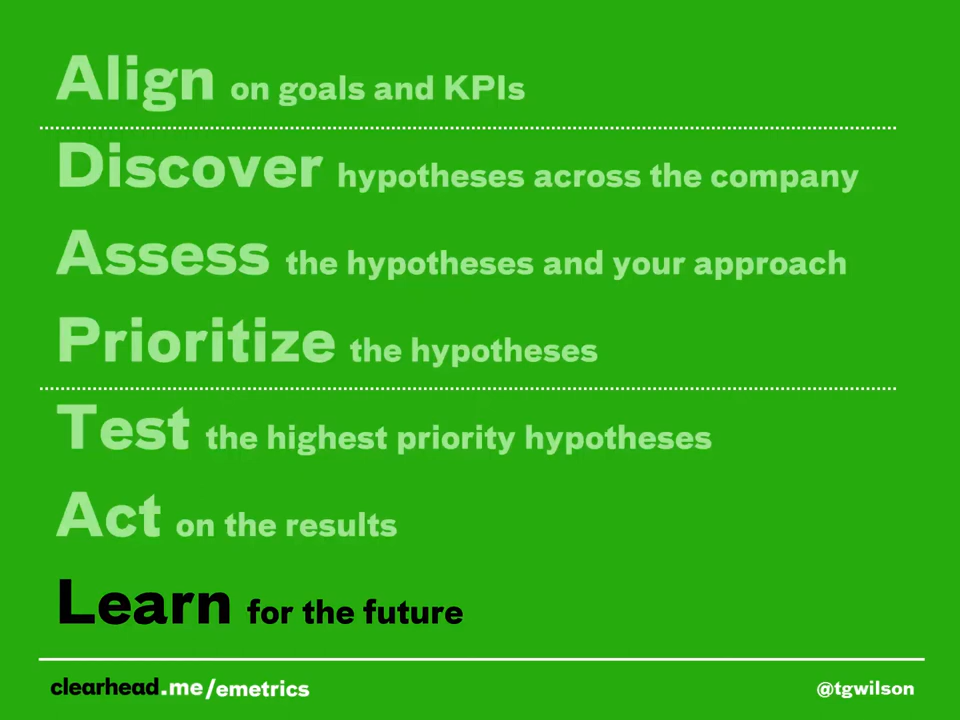 Align on goals and KPIs
Discover hypotheses across the company
Assess the hypotheses and your approach
Prioritize the hypotheses
Test the highest priority hypotheses
Act on the results
Learn for the future
clearhead.me/emetrics
@tgwilson